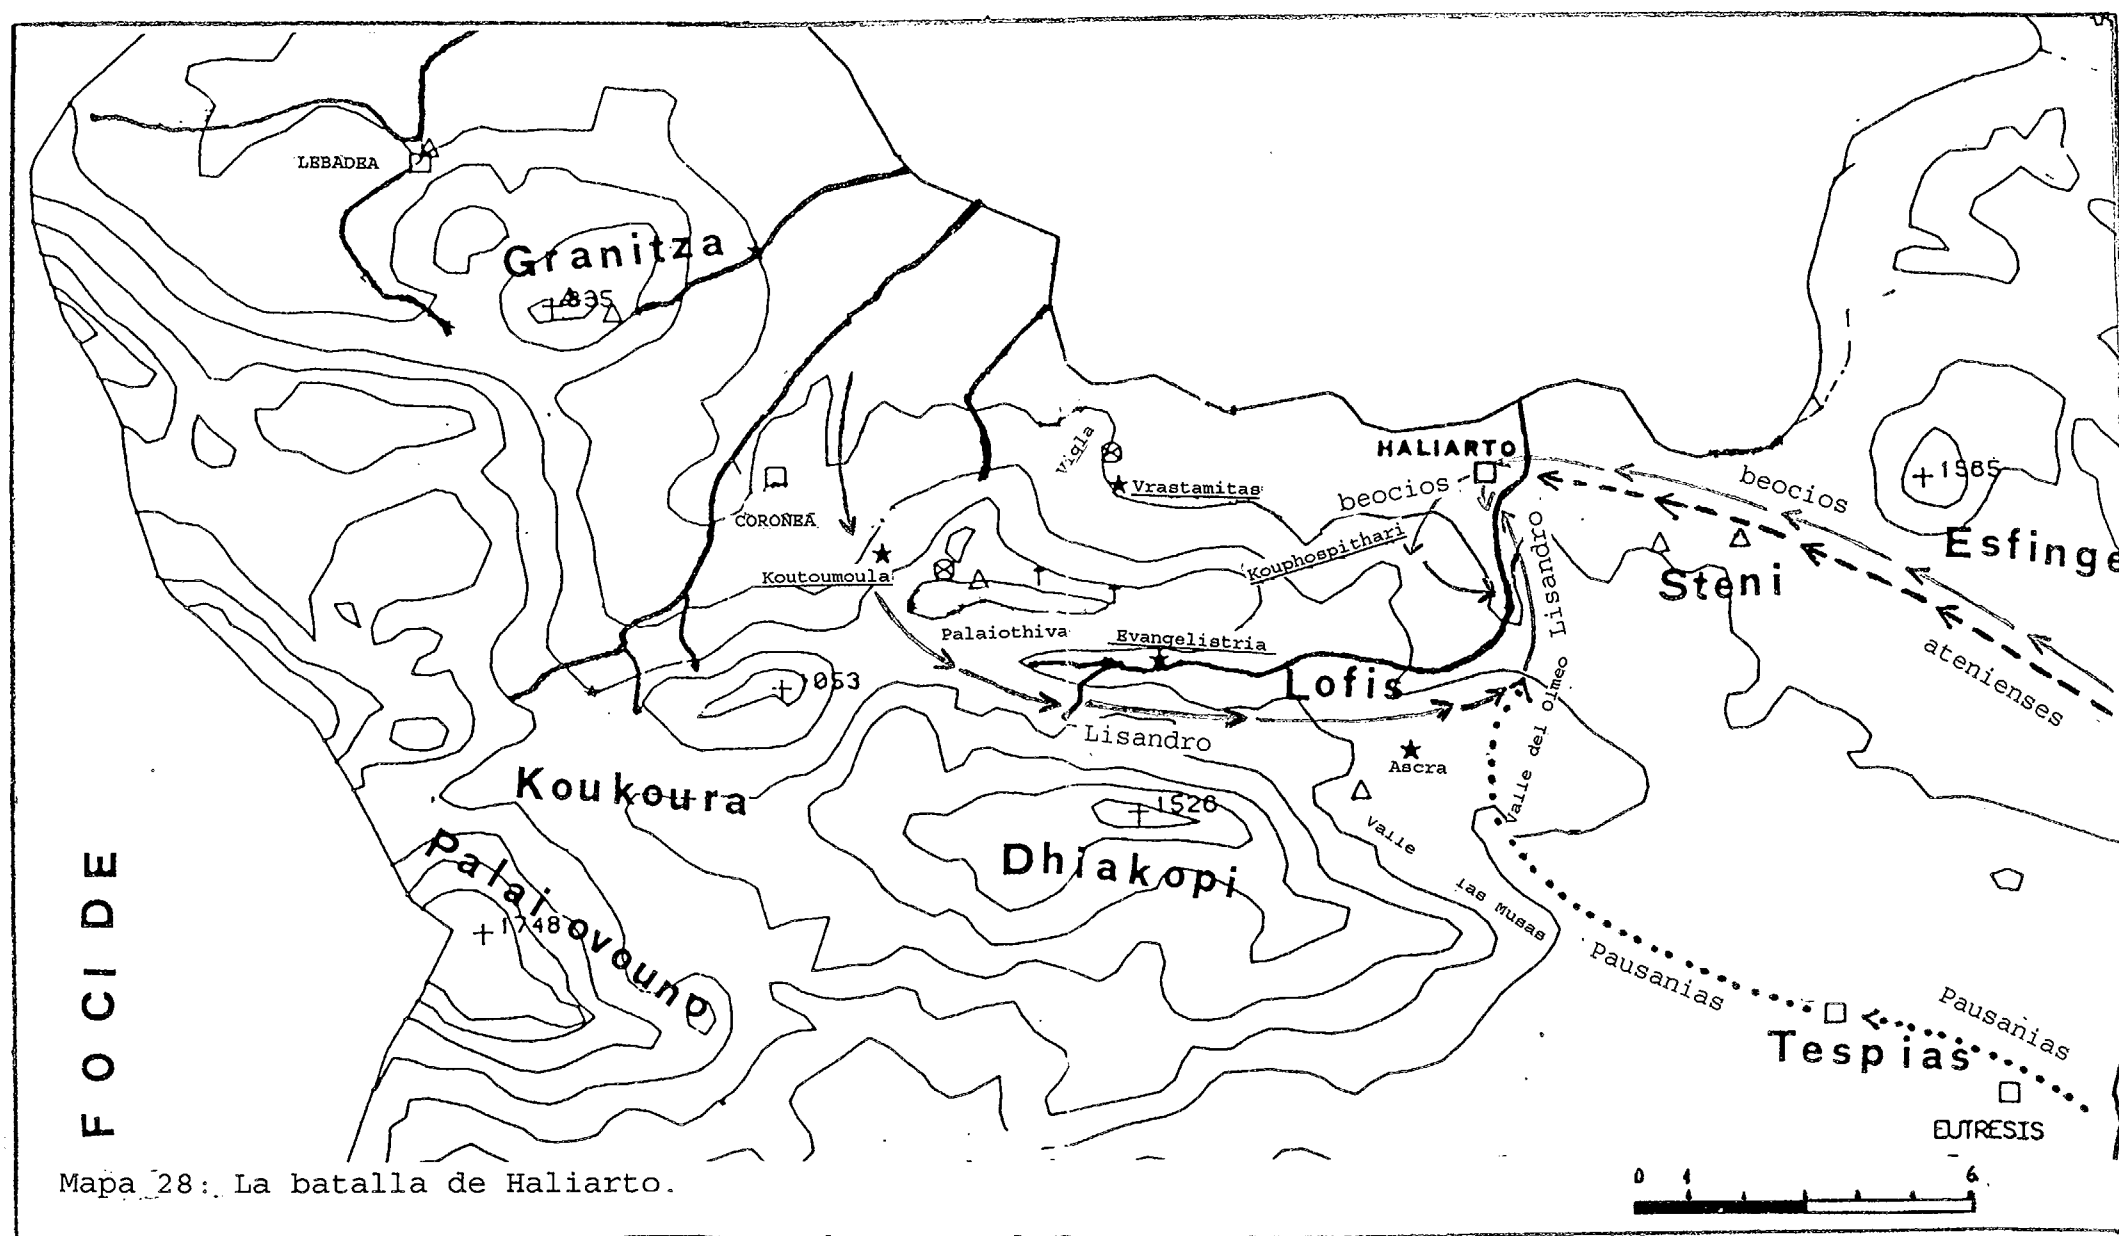 LEBADEA
Granitza
835
HALIARTO
Vigla
Vrastamitas
beocios
beocios
1565
CORONEA
Kouphospithari
Lisandro
Esfinge
Koutoumoula
Steni
Palaiothiva
Evangelistria
atenienses
1053
Lofis
Valle del Olmeo
Lisandro
Ascra
Koukoura
1526
valle
Dhiakopi
las Musas
FOCIDE
Palaiovouno
1748
Pausanias
Pausanias
Tespias
EUTRESIS
Mapa 28: La batalla de Haliarto.
0 1 6